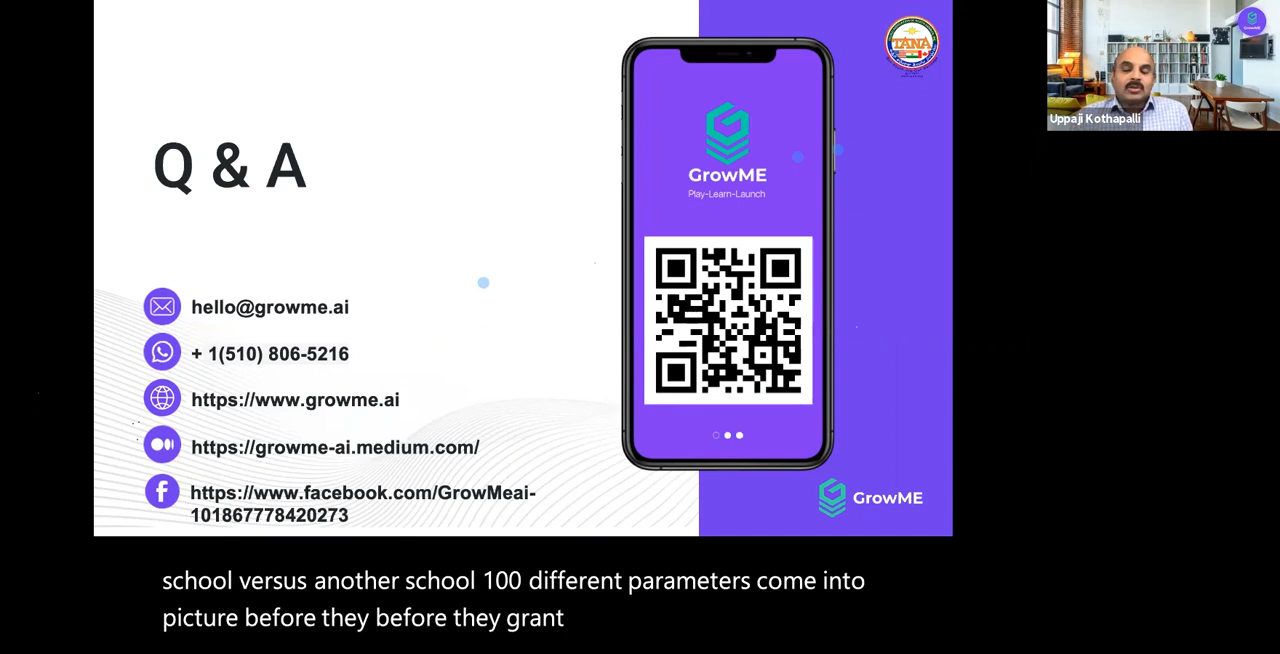 Q & A
hello@growme.ai
+ 1(510) 806-5216
https://www.growme.ai
https://growme-ai.medium.com/
https://www.facebook.com/GrowMeai-
101867778420273
GrowME
Play-Learn-Launch
TANA
GrowME
Uppaji Kothapalli
school versus another school 100 different parameters come into
picture before they before they grant